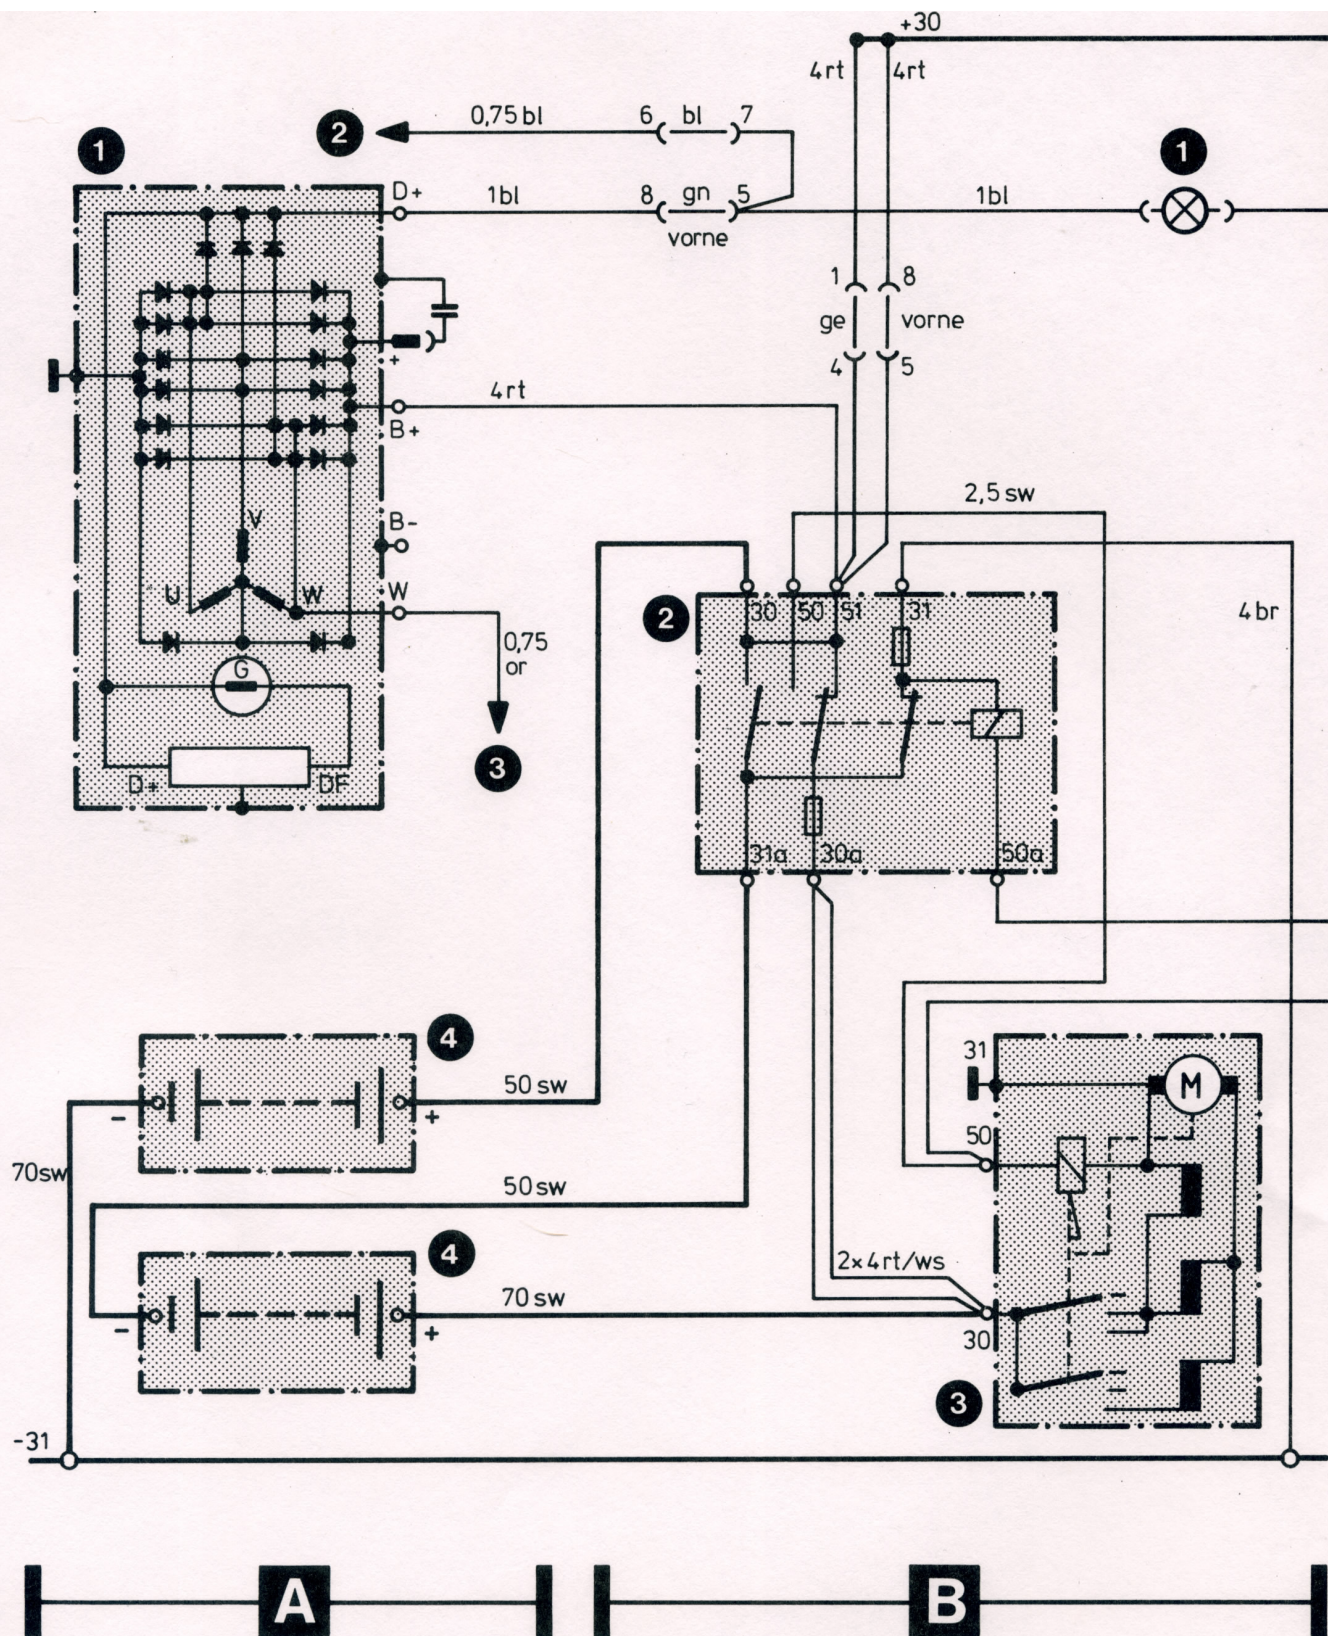 +30
4rt 4rt
2 0,75 bl 6 bl 7
1 1
D+ 1bl 8 gn 5 1bl
vorne
1 8
ge vorne
4 5
+
4rt
B+
2,5 sw
V B-
U W W
2 30 50 51 31 4 br
0,75
or
G
3
D+ DF
31a 30a 50a
4
31 M
50 sw
- +
50
70sw
50 sw
4
2x4rt/ws
70 sw
- +
30
3
-31
A B